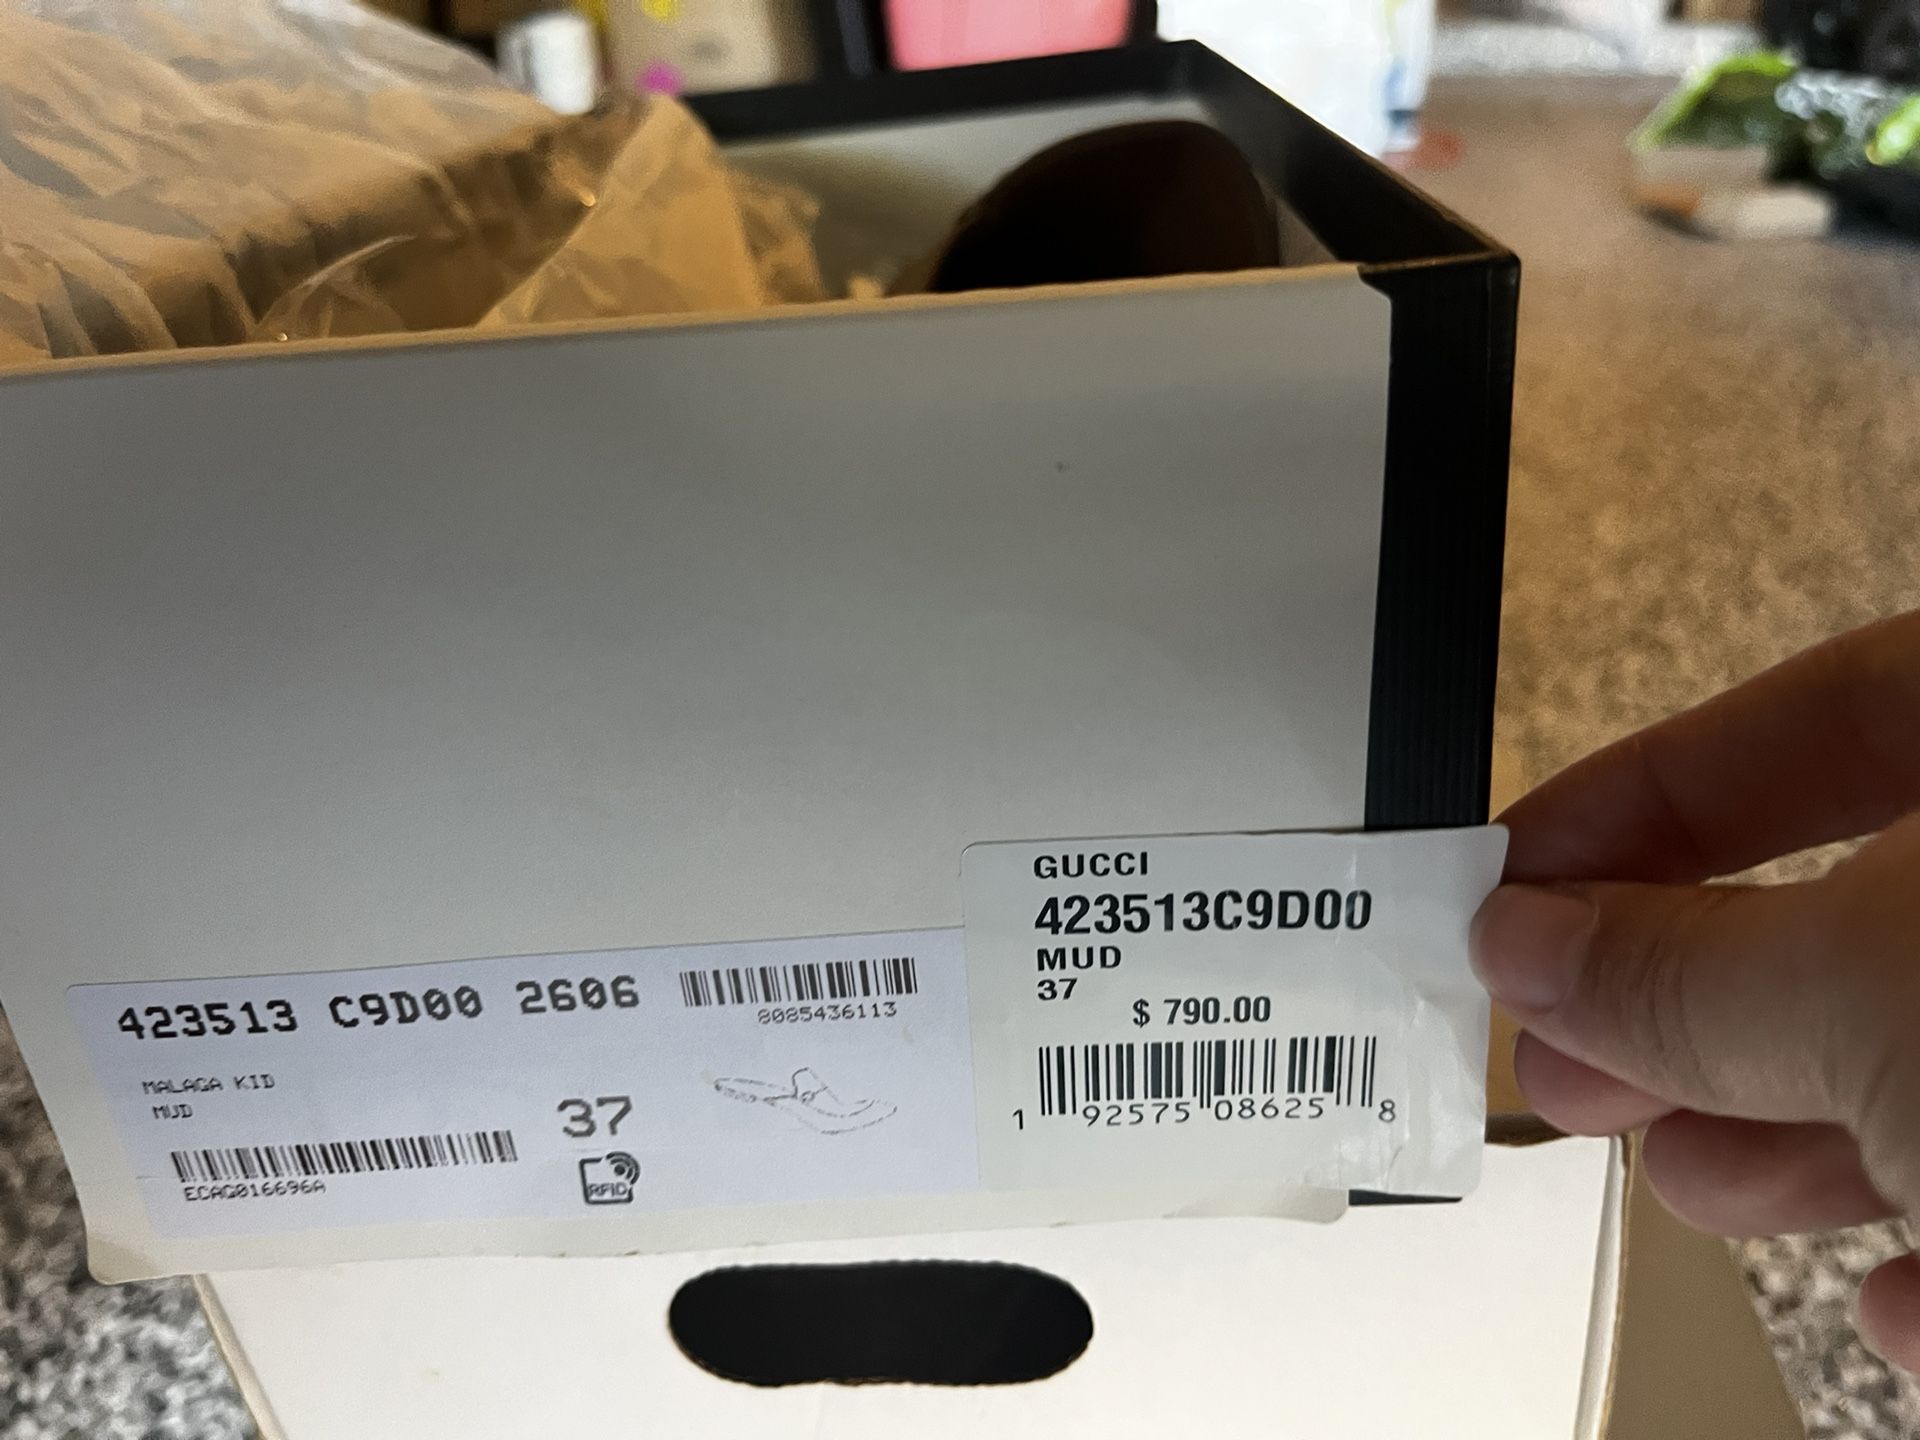 423513 C9D00 2606
8085436113
MALAGA KID
MUD
37
ECAG016696A
RFID
GUCCI
423513C9D00
MUD
37
$ 790.00
1 92575 08625 8